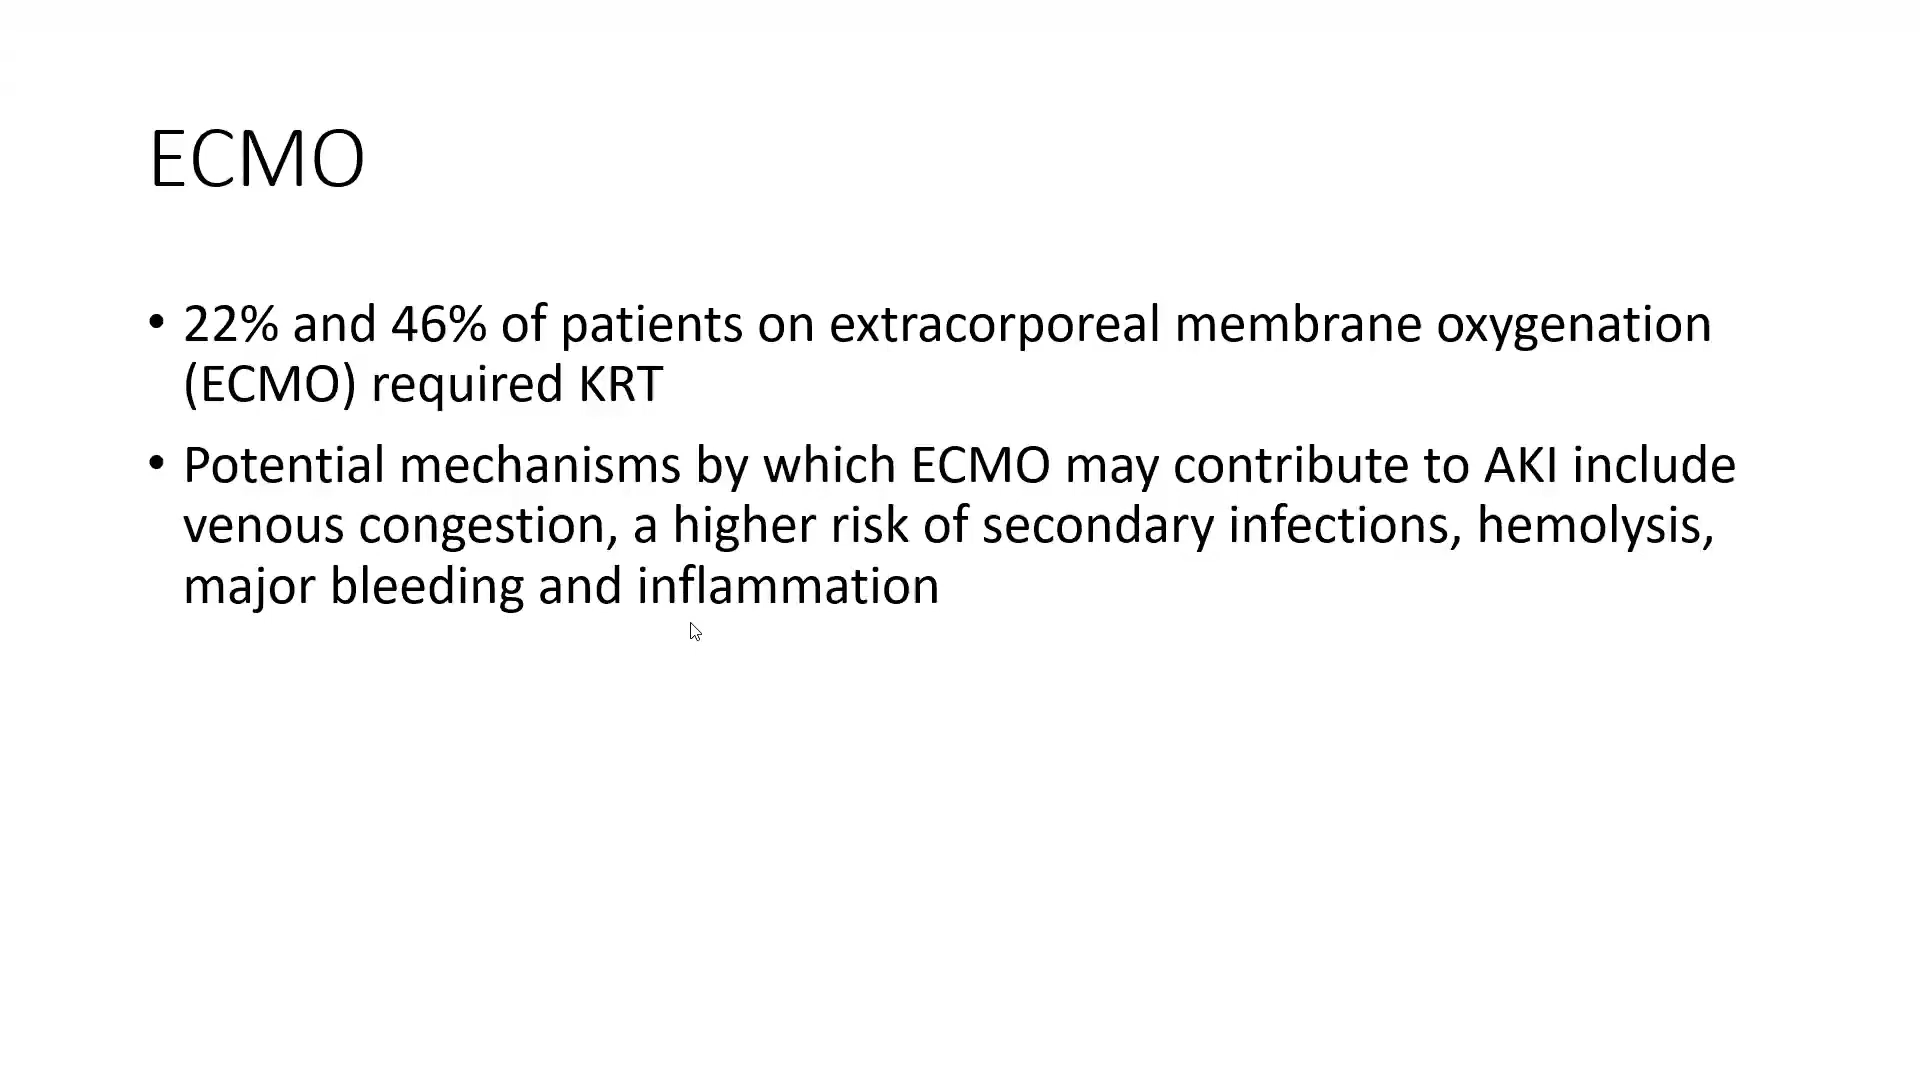 ECMO
• 22% and 46% of patients on extracorporeal membrane oxygenation
(ECMO) required KRT
• Potential mechanisms by which ECMO may contribute to AKI include
venous congestion, a higher risk of secondary infections, hemolysis,
major bleeding and inflammation